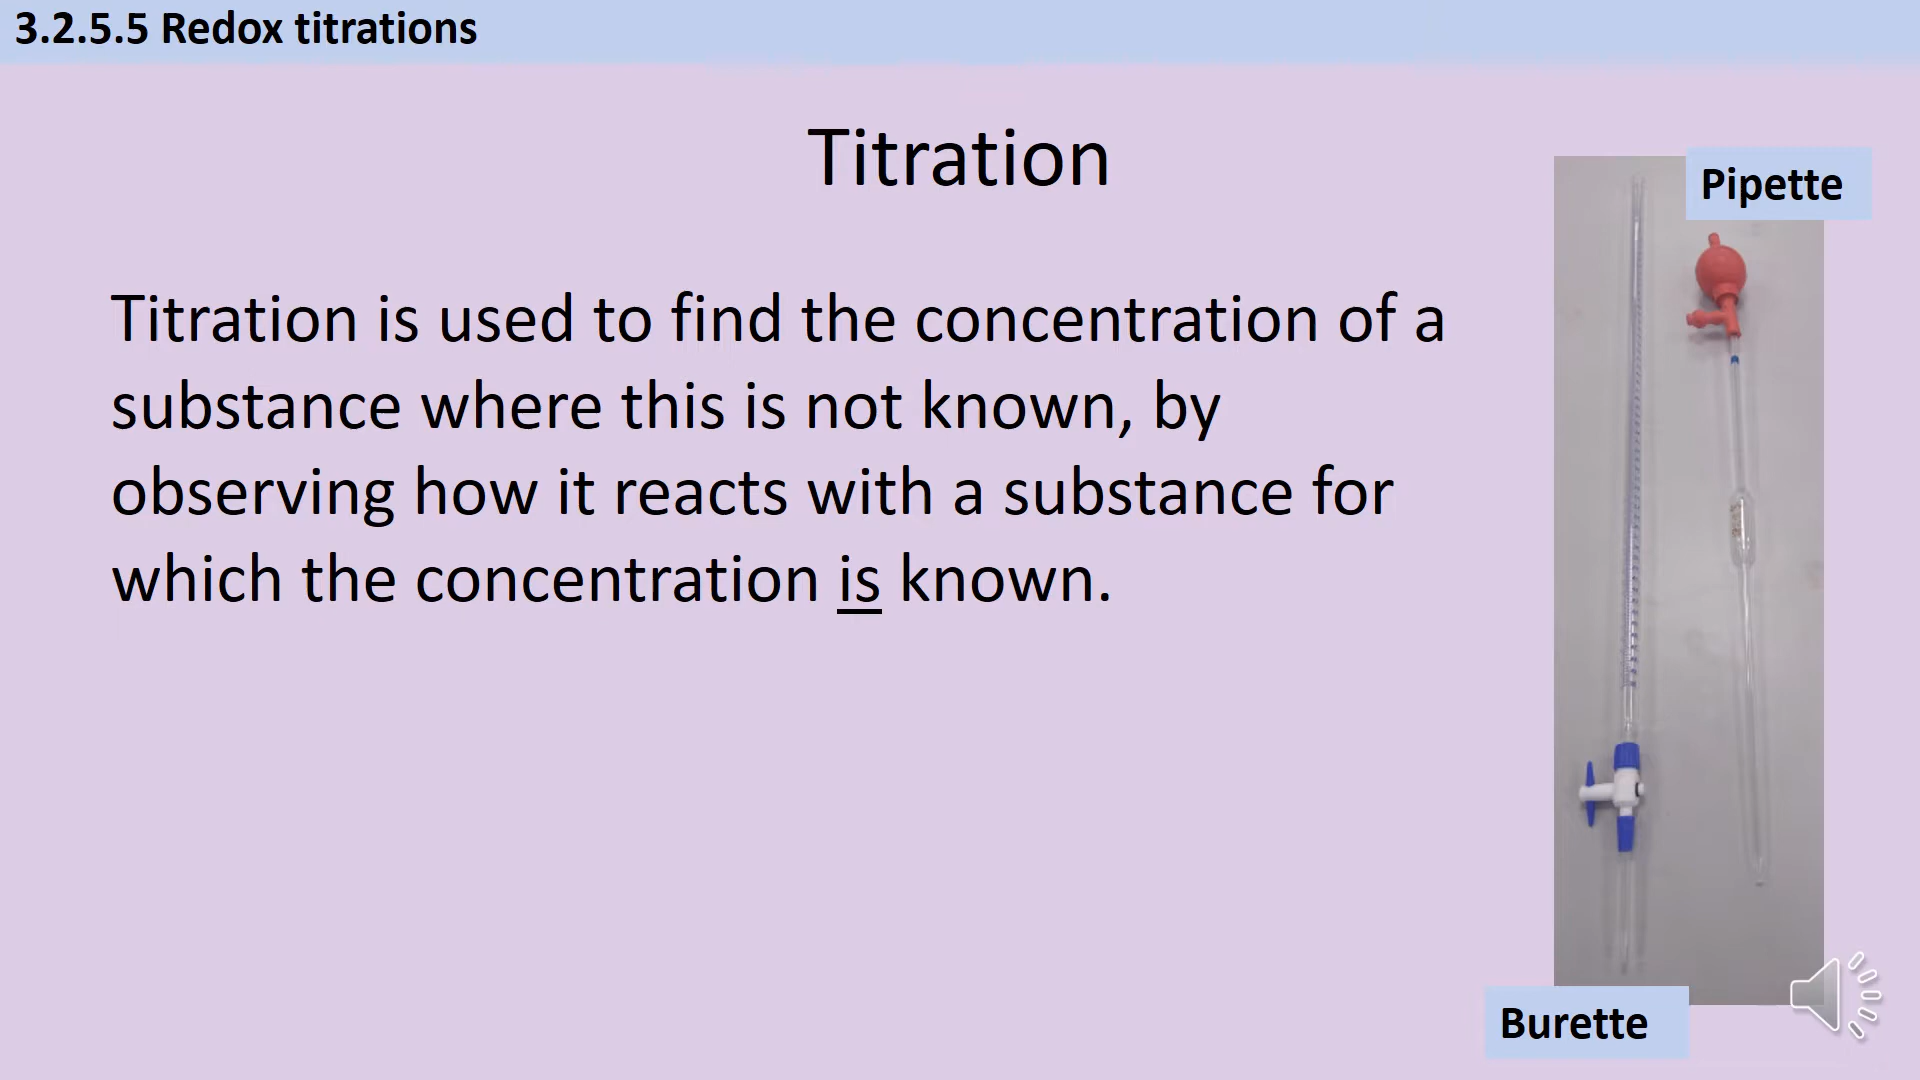 3.2.5.5 Redox titrations
Titration
Pipette
Titration is used to find the concentration of a
substance where this is not known, by
observing how it reacts with a substance for
which the concentration is known.
Burette